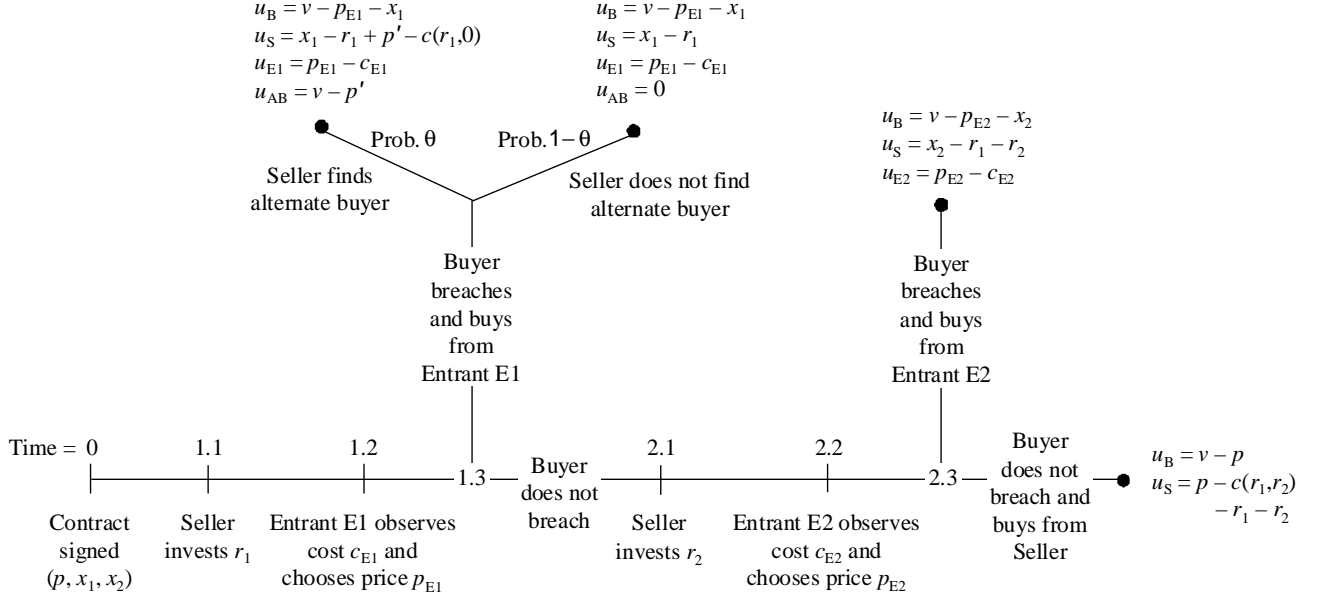 u_B = v – p_E1 – x_1
u_S = x_1 – r_1 + p′ – c(r_1,0)
u_E1 = p_E1 – c_E1
u_AB = v – p′
u_B = v – p_E1 – x_1
u_S = x_1 – r_1
u_E1 = p_E1 – c_E1
u_AB = 0
u_B = v – p_E2 – x_2
u_S = x_2 – r_1 – r_2
u_E2 = p_E2 – c_E2
Prob. θ
Prob. 1– θ
Seller finds
alternate buyer
Seller does not find
alternate buyer
Buyer
breaches
and buys
from
Entrant E1
Buyer
breaches
and buys
from
Entrant E2
Time = 0
1.1
1.2
1.3
Buyer
does not
breach
2.1
2.2
2.3
Buyer
does not
breach and
buys from
Seller
u_B = v – p
u_S = p – c(r_1,r_2)
– r_1 – r_2
Contract
signed
(p, x_1, x_2)
Seller
invests r_1
Entrant E1 observes
cost c_E1 and
chooses price p_E1
Seller
invests r_2
Entrant E2 observes
cost c_E2 and
chooses price p_E2